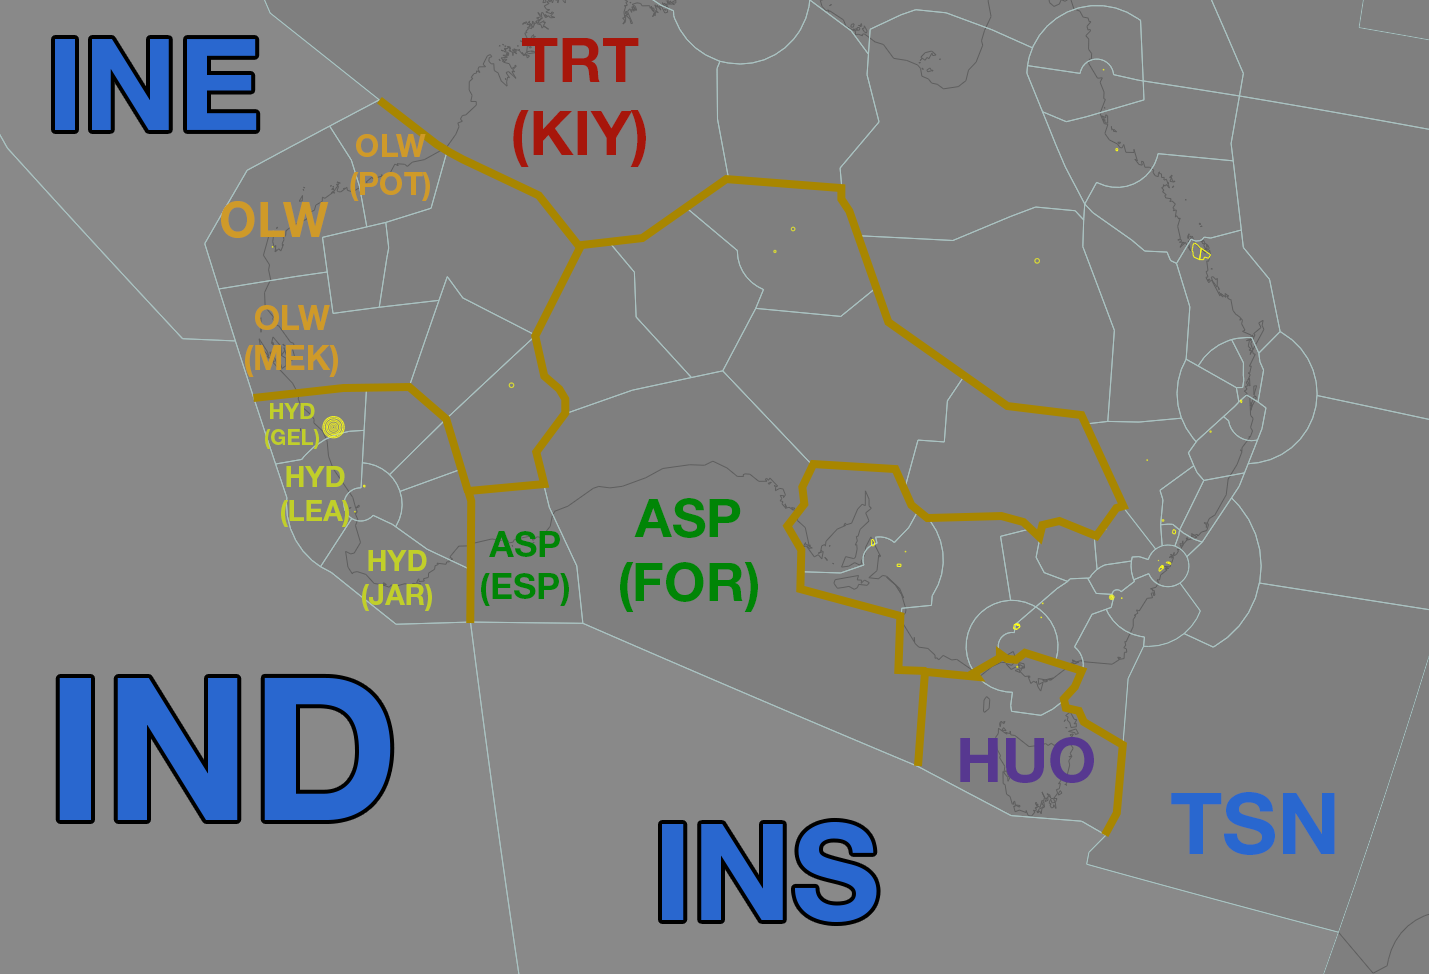 INE
TRT
(KIY)
OLW
(POT)
OLW
OLW
(MEK)
HYD
(GEL)
HYD
(LEA)
ASP
(FOR)
ASP
(ESP)
HYD
(JAR)
IND
HUO
TSN
INS